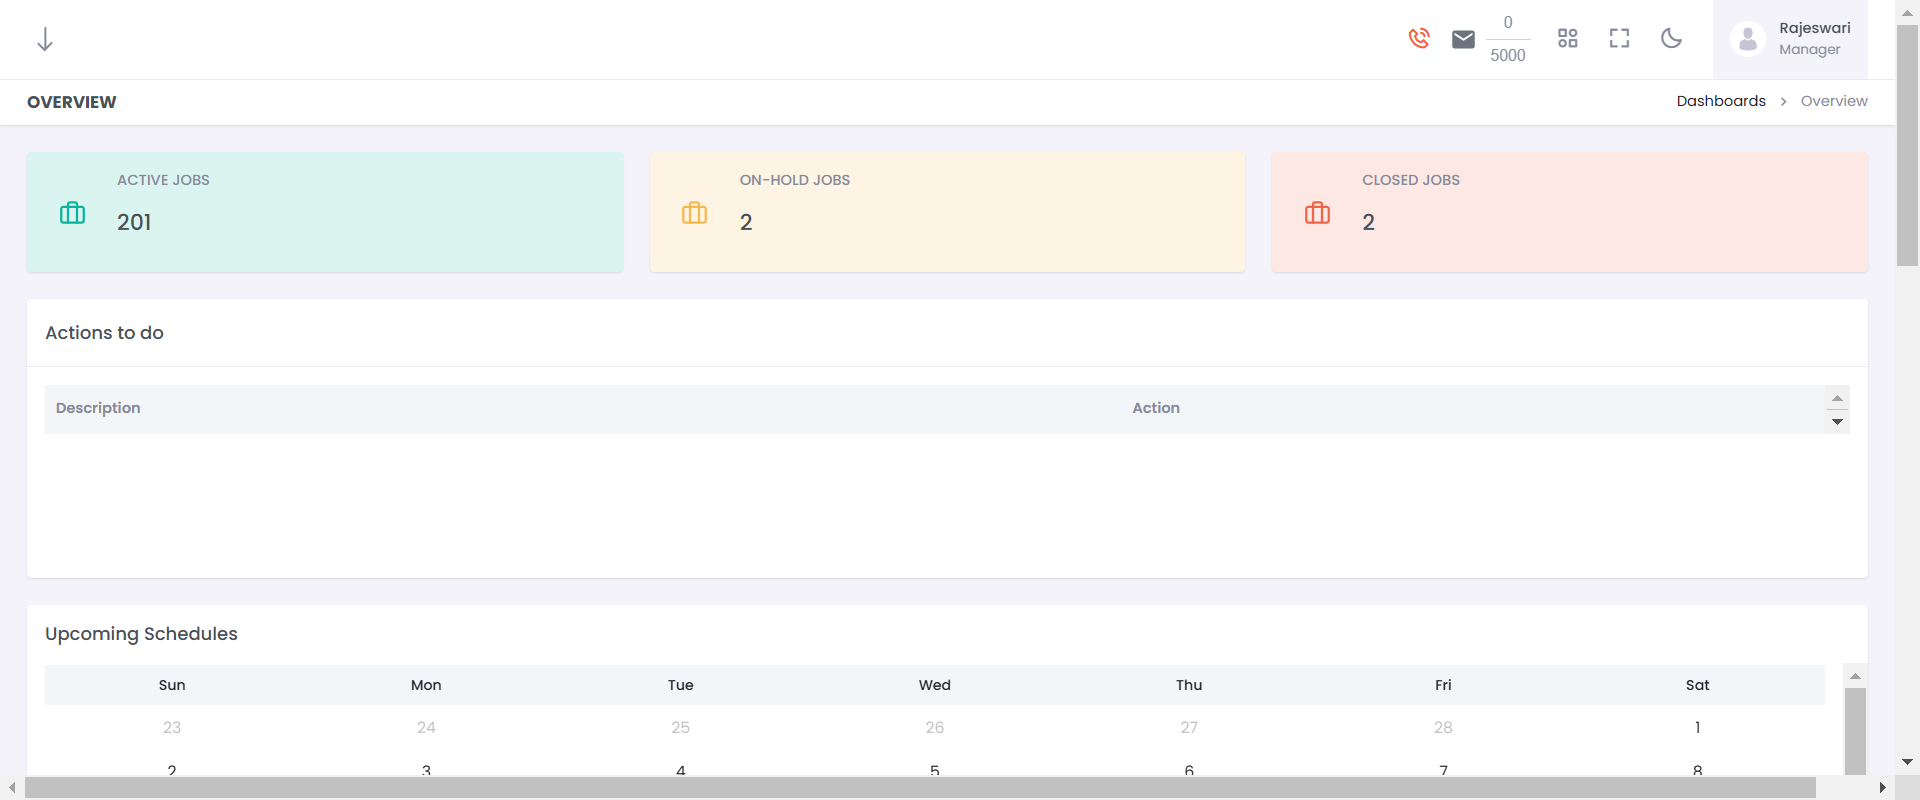 0
5000
Rajeswari
Manager
OVERVIEW
Dashboards > Overview
ACTIVE JOBS
201
ON-HOLD JOBS
2
CLOSED JOBS
2
Actions to do
Description Action
Upcoming Schedules
Sun Mon Tue Wed Thu Fri Sat
23 24 25 26 27 28 1
2 3 4 5 6 7 8